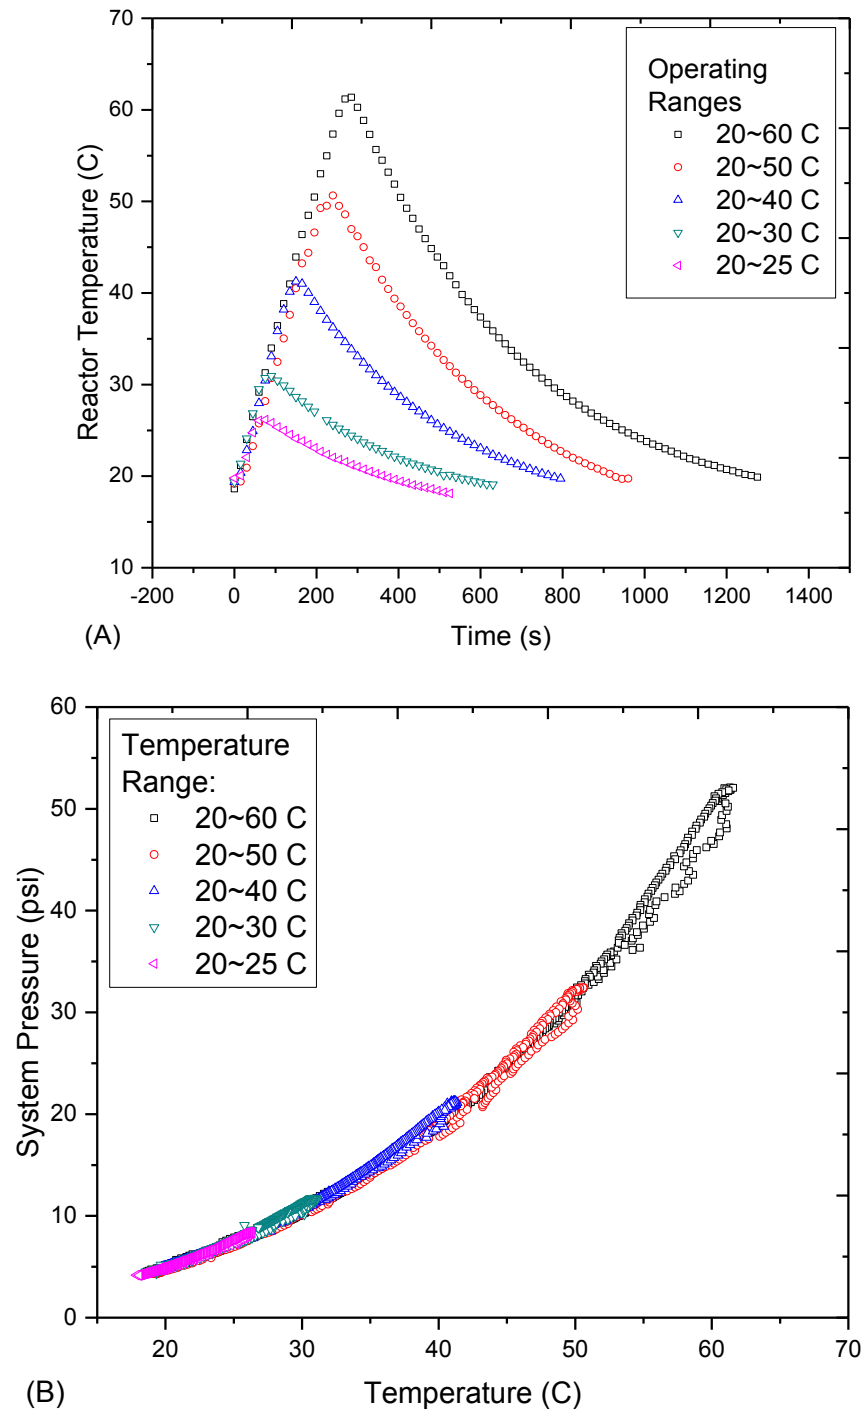 70
60
50
40
30
20
10
Reactor Temperature (C)
Operating
Ranges
20~60 C
20~50 C
20~40 C
20~30 C
20~25 C
-200 0 200 400 600 800 1000 1200 1400
(A) Time (s)
60
50
40
30
20
10
0
System Pressure (psi)
Temperature
Range:
20~60 C
20~50 C
20~40 C
20~30 C
20~25 C
20 30 40 50 60 70
(B) Temperature (C)